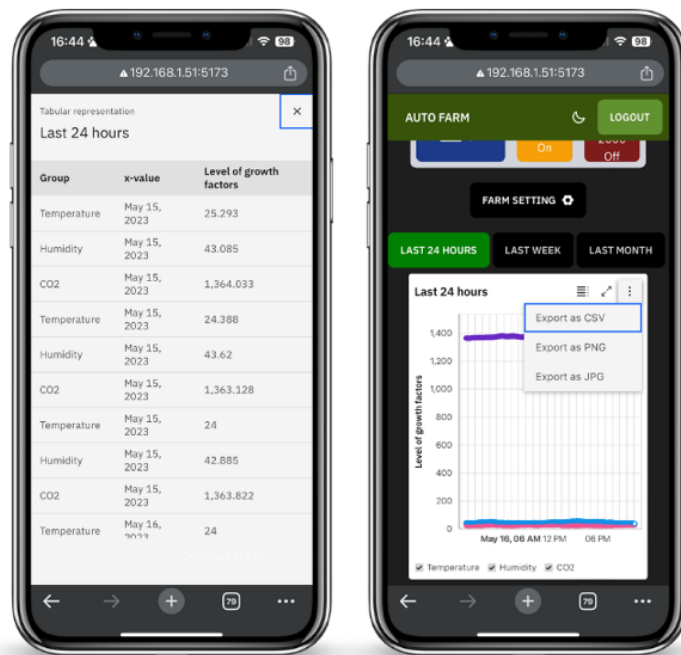 16:44
98
192.168.1.51:5173
Tabular representation
Last 24 hours
Group x-value Level of growth factors
Temperature May 15, 2023 25.293
Humidity May 15, 2023 43.085
CO2 May 15, 2023 1,364.033
Temperature May 15, 2023 24.388
Humidity May 15, 2023 43.62
CO2 May 15, 2023 1,363.128
Temperature May 15, 2023 24
Humidity May 15, 2023 42.885
CO2 May 15, 2023 1,363.822
Temperature May 16, 2023 24
79
16:44
98
192.168.1.51:5173
AUTO FARM
LOGOUT
On
Off
FARM SETTING
LAST 24 HOURS LAST WEEK LAST MONTH
Last 24 hours
Export as CSV
Export as PNG
Export as JPG
Level of growth factors
1,400
1,200
1,000
800
600
400
200
0
May 16, 06 AM 12 PM 06 PM
Temperature Humidity CO2
79